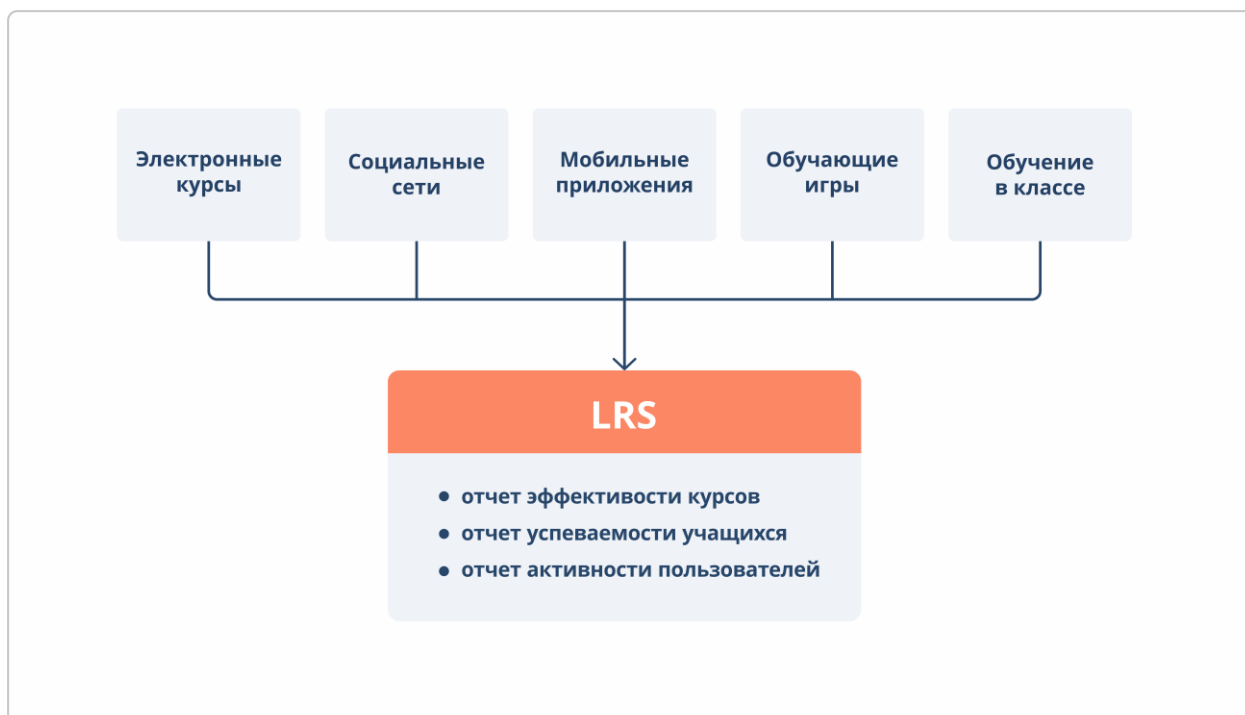 Электронные
курсы
Социальные
сети
Мобильные
приложения
Обучающие
игры
Обучение
в классе
LRS
• отчет эффективости курсов
• отчет успеваемости учащихся
• отчет активности пользователей